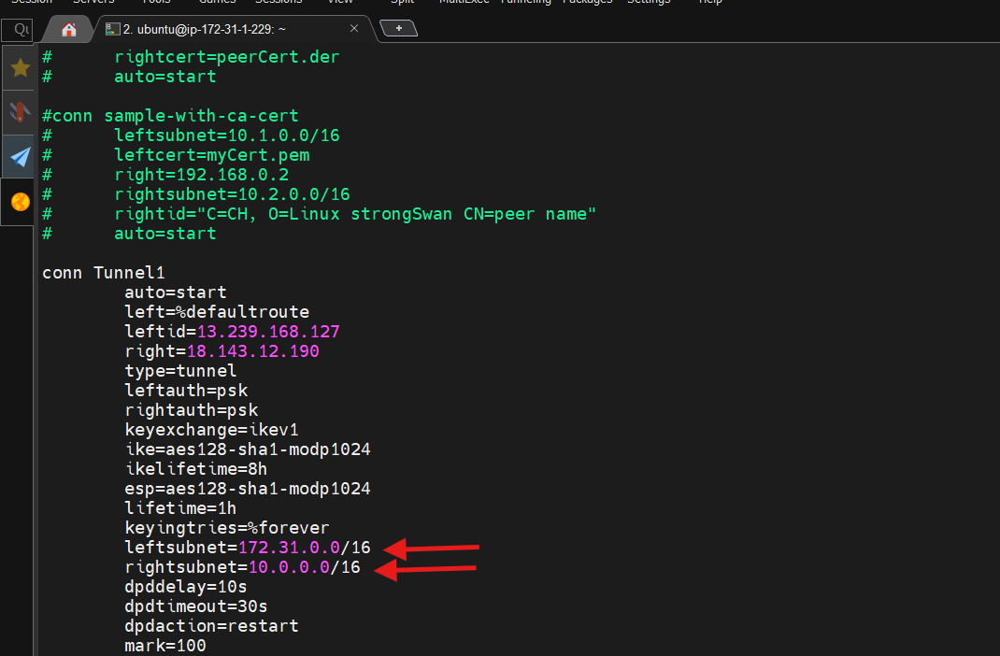 Session Servers Tools Games Sessions View Split MultiExec Tunneling Packages Settings Help
2. ubuntu@ip-172-31-1-229: ~
#      rightcert=peerCert.der
#      auto=start
#conn sample-with-ca-cert
#      leftsubnet=10.1.0.0/16
#      leftcert=myCert.pem
#      right=192.168.0.2
#      rightsubnet=10.2.0.0/16
#      rightid="C=CH, O=Linux strongSwan CN=peer name"
#      auto=start
conn Tunnel1
        auto=start
        left=%defaultroute
        leftid=13.239.168.127
        right=18.143.12.190
        type=tunnel
        leftauth=psk
        rightauth=psk
        keyexchange=ikev1
        ike=aes128-sha1-modp1024
        ikelifetime=8h
        esp=aes128-sha1-modp1024
        lifetime=1h
        keyingtries=%forever
        leftsubnet=172.31.0.0/16
        rightsubnet=10.0.0.0/16
        dpddelay=10s
        dpdtimeout=30s
        dpdaction=restart
        mark=100